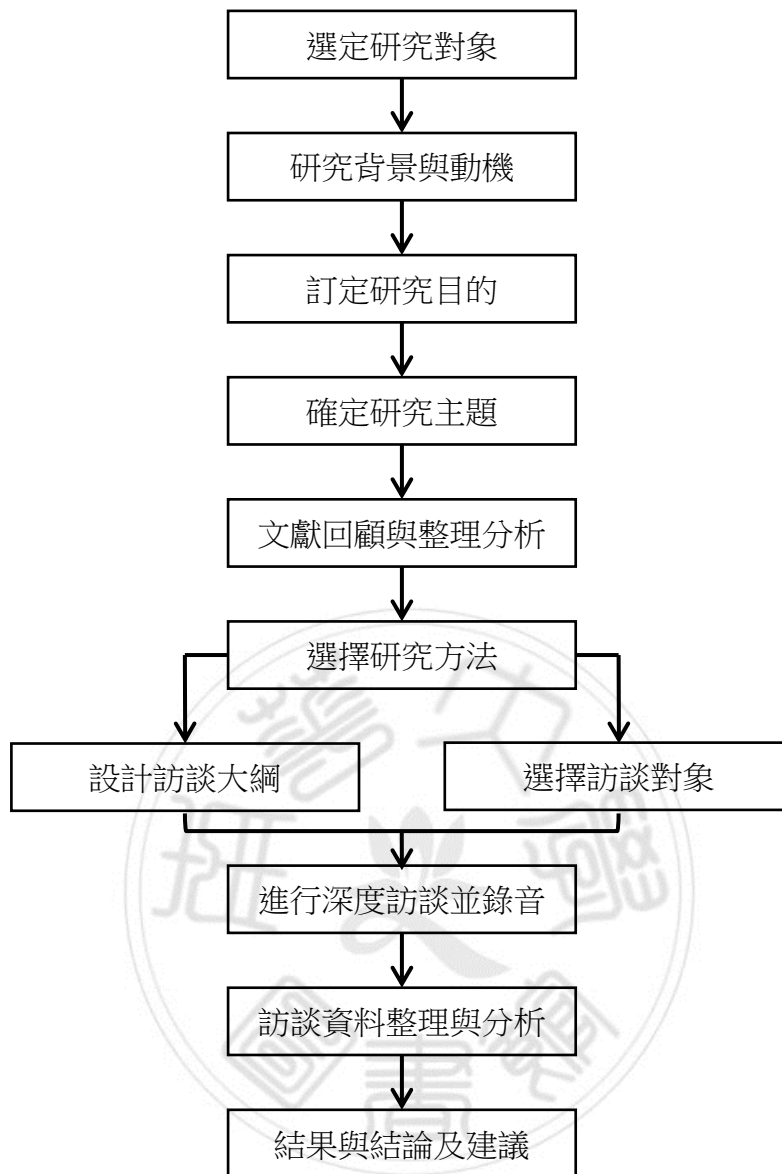 選定研究對象
研究背景與動機
訂定研究目的
確定研究主題
文獻回顧與整理分析
選擇研究方法
設計訪談大綱
選擇訪談對象
進行深度訪談並錄音
訪談資料整理與分析
結果與結論及建議